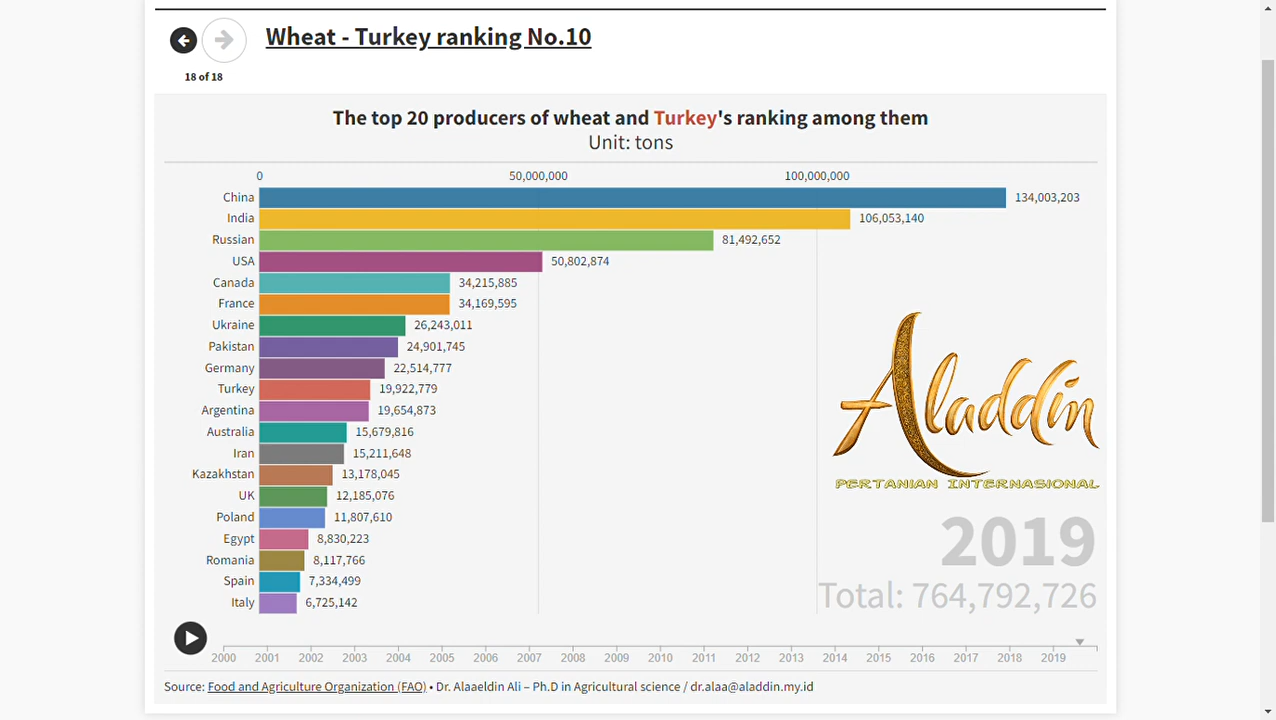 Wheat - Turkey ranking No.10
18 of 18
The top 20 producers of wheat and Turkey's ranking among them
Unit: tons
0 50,000,000 100,000,000
China 134,003,203
India 106,053,140
Russian 81,492,652
USA 50,802,874
Canada 34,215,885
France 34,169,595
Ukraine 26,243,011
Pakistan 24,901,745
Germany 22,514,777
Turkey 19,922,779
Argentina 19,654,873
Australia 15,679,816
Iran 15,211,648
Kazakhstan 13,178,045
UK 12,185,076
Poland 11,807,610
Egypt 8,830,223
Romania 8,117,766
Spain 7,334,499
Italy 6,725,142
Aladdin
PERTANIAN INTERNASIONAL
2019
Total: 764,792,726
2000 2001 2002 2003 2004 2005 2006 2007 2008 2009 2010 2011 2012 2013 2014 2015 2016 2017 2018 2019
Source: Food and Agriculture Organization (FAO) • Dr. Alaaeldin Ali – Ph.D in Agricultural science / dr.alaa@aladdin.my.id